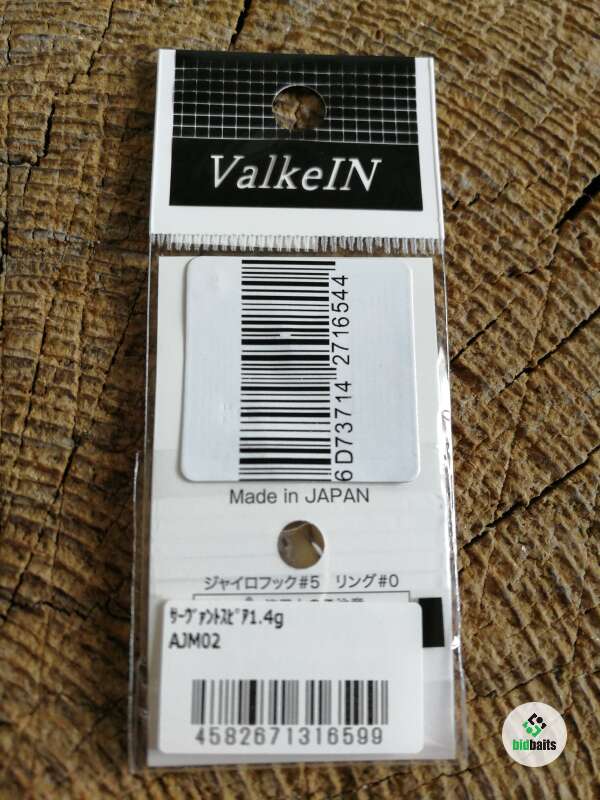 ValkeIN
6D73714 2716544
Made in JAPAN
ジャイロフック#5 リング#0
ｻｰｳﾞｧﾝﾄｽﾋﾟｱ1.4g
AJM02
4582671316599
bidbaits